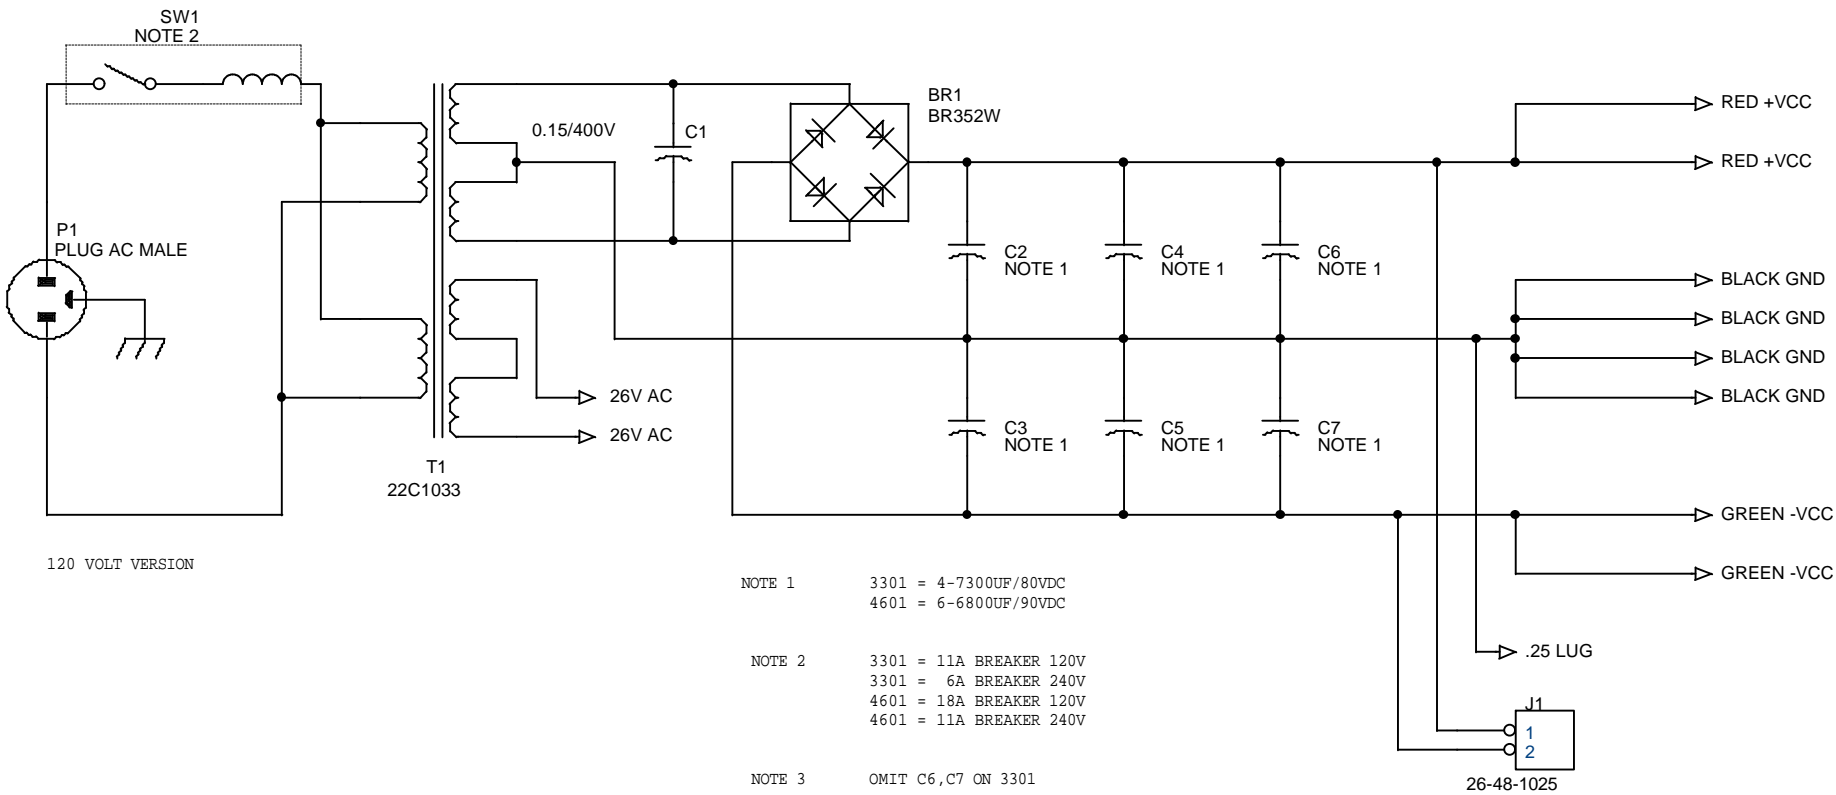 SW1
NOTE 2
P1
PLUG AC MALE
0.15/400V
C1
BR1
BR352W
RED +VCC
RED +VCC
C2
NOTE 1
C4
NOTE 1
C6
NOTE 1
BLACK GND
BLACK GND
BLACK GND
BLACK GND
26V AC
26V AC
C3
NOTE 1
C5
NOTE 1
C7
NOTE 1
T1
22C1033
GREEN -VCC
GREEN -VCC
120 VOLT VERSION
NOTE 1 3301 = 4-7300UF/80VDC
4601 = 6-6800UF/90VDC
NOTE 2 3301 = 11A BREAKER 120V
3301 = 6A BREAKER 240V
4601 = 18A BREAKER 120V
4601 = 11A BREAKER 240V
NOTE 3 OMIT C6,C7 ON 3301
.25 LUG
J1
1
2
26-48-1025